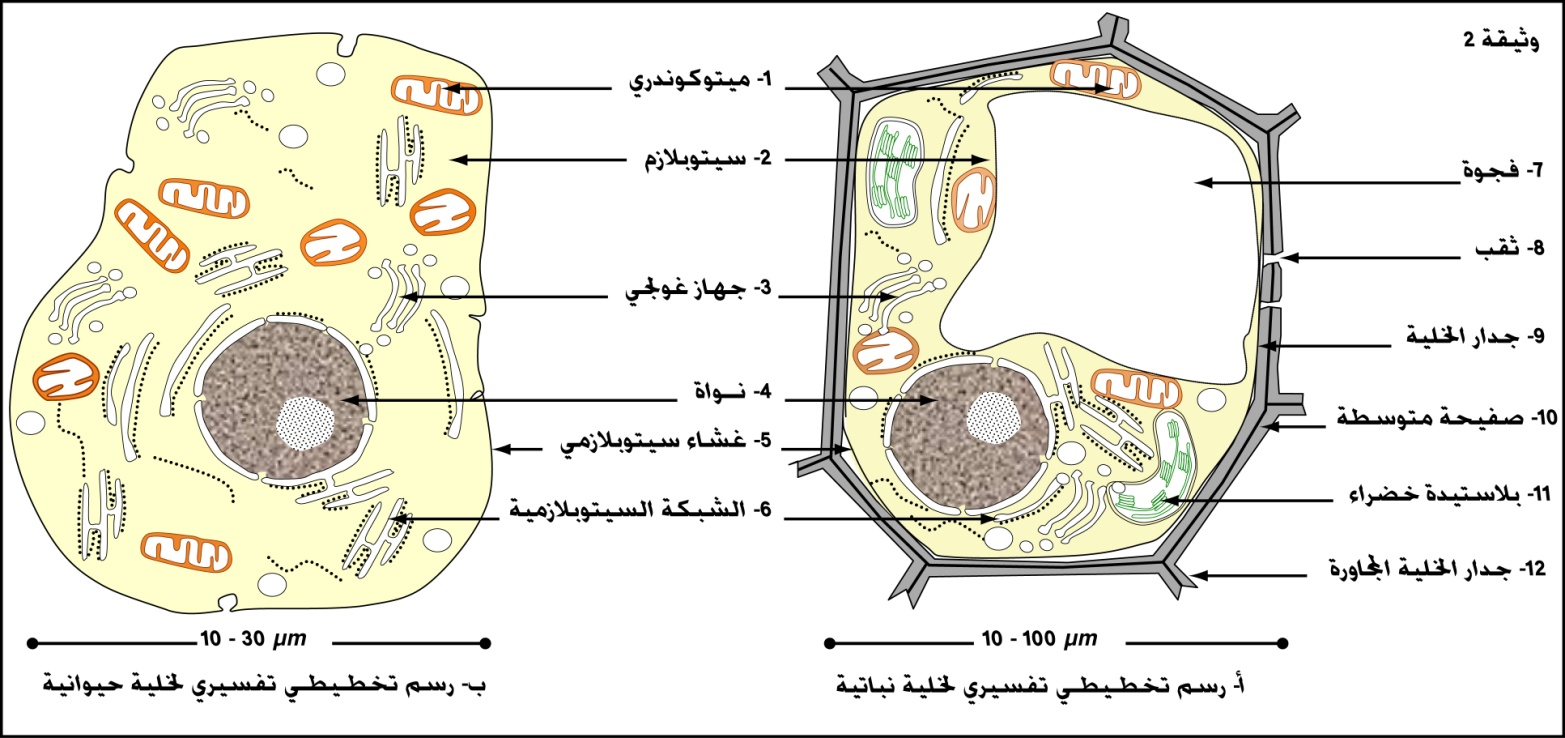 وثيقة 2
1- ميتوكوندري
2- سيتوبلازم
3- جهاز غولجي
4- نـواة
5- غشاء سيتوبلازمي
6- الشبكة السيتوبلازمية
7- فجوة
8- ثقب
9- جدار الخلية
10- صفيحة متوسطة
11- بلاستيدة خضراء
12- جدار الخلية المجاورة
10 - 100 µm
10 - 30 µm
أ- رسم تخطيطي تفسيري لخلية نباتية
ب- رسم تخطيطي تفسيري لخلية حيوانية